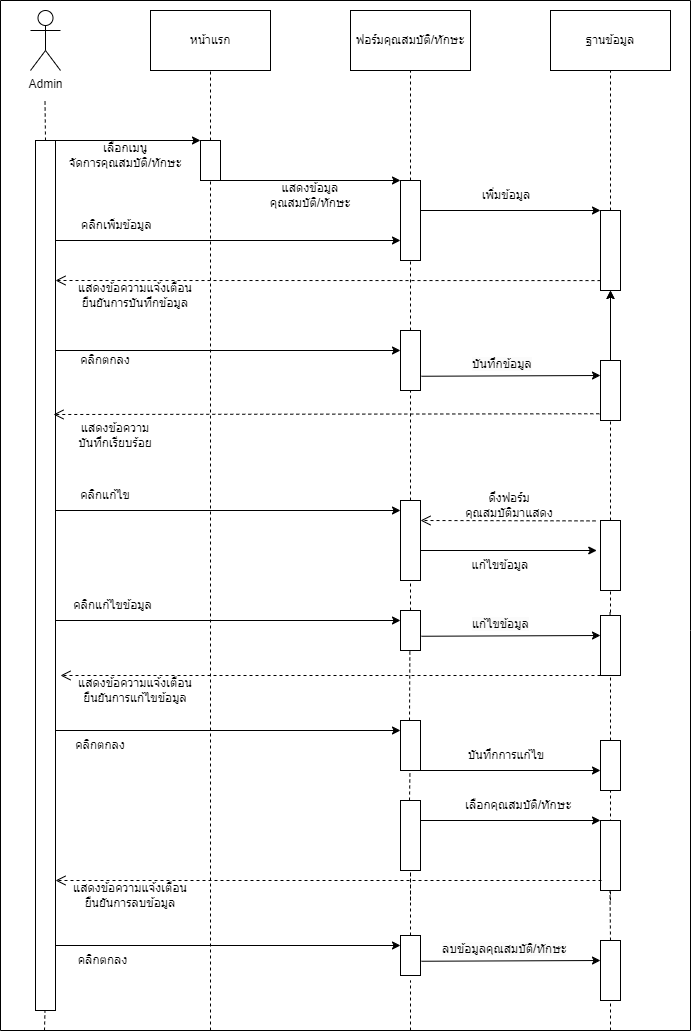 Admin
หน้าแรก
ฟอร์มคุณสมบัติ/ทักษะ
ฐานข้อมูล
เลือกเมนู
จัดการคุณสมบัติ/ทักษะ
แสดงข้อมูล
คุณสมบัติ/ทักษะ
เพิ่มข้อมูล
คลิกเพิ่มข้อมูล
แสดงข้อความแจ้งเตือน
ยืนยันการบันทึกข้อมูล
คลิกตกลง
บันทึกข้อมูล
แสดงข้อความ
บันทึกเรียบร้อย
คลิกแก้ไข
ดึงฟอร์ม
คุณสมบัติมาแสดง
แก้ไขข้อมูล
คลิกแก้ไขข้อมูล
แก้ไขข้อมูล
แสดงข้อความแจ้งเตือน
ยืนยันการแก้ไขข้อมูล
คลิกตกลง
บันทึกการแก้ไข
เลือกคุณสมบัติ/ทักษะ
แสดงข้อความแจ้งเตือน
ยืนยันการลบข้อมูล
คลิกตกลง
ลบข้อมูลคุณสมบัติ/ทักษะ